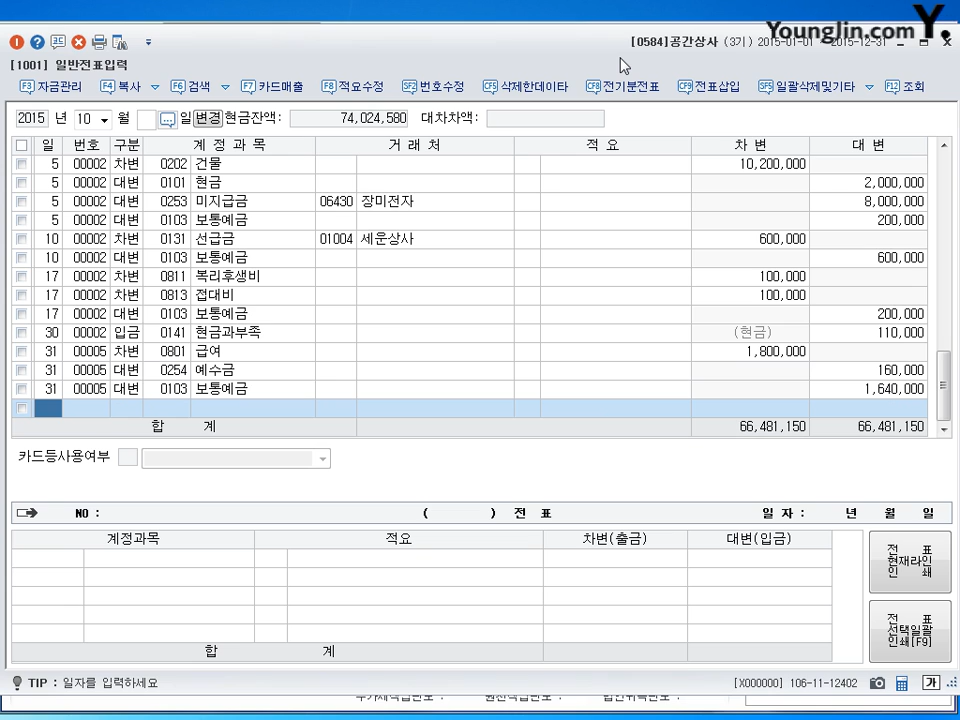 YoungJin.com Y.
[0584]공간상사 (3기) 2015-01-01 ~ 2015-12-31
[1001] 일반전표입력
F3 자금관리 F4 복사 F6 검색 F7 카드매출 F8 적요수정 SF2 번호수정 CF5 삭제한데이타 CF8 전기분전표 CF9 전표삽입 SF5 일괄삭제및기타 F12 조회
2015 년 10 월 일 변경 현금잔액: 74,024,580 대차차액:
일 번호 구분 계정과목 거래처 적요 차변 대변
5 00002 차변 0202 건물 10,200,000
5 00002 대변 0101 현금 2,000,000
5 00002 대변 0253 미지급금 06430 장미전자 8,000,000
5 00002 대변 0103 보통예금 200,000
10 00002 차변 0131 선급금 01004 세운상사 600,000
10 00002 대변 0103 보통예금 600,000
17 00002 차변 0811 복리후생비 100,000
17 00002 차변 0813 접대비 100,000
17 00002 대변 0103 보통예금 200,000
30 00002 입금 0141 현금과부족 (현금) 110,000
31 00005 차변 0801 급여 1,800,000
31 00005 대변 0254 예수금 160,000
31 00005 대변 0103 보통예금 1,640,000
합 계 66,481,150 66,481,150
카드등사용여부
NO : ( ) 전 표 일 자 : 년 월 일
계정과목 적요 차변(출금) 대변(입금)
전 표
현재라인
인 쇄
전 표
선택일괄
인쇄[F9]
합 계
TIP : 일자를 입력하세요 [X000000] 106-11-12402 가